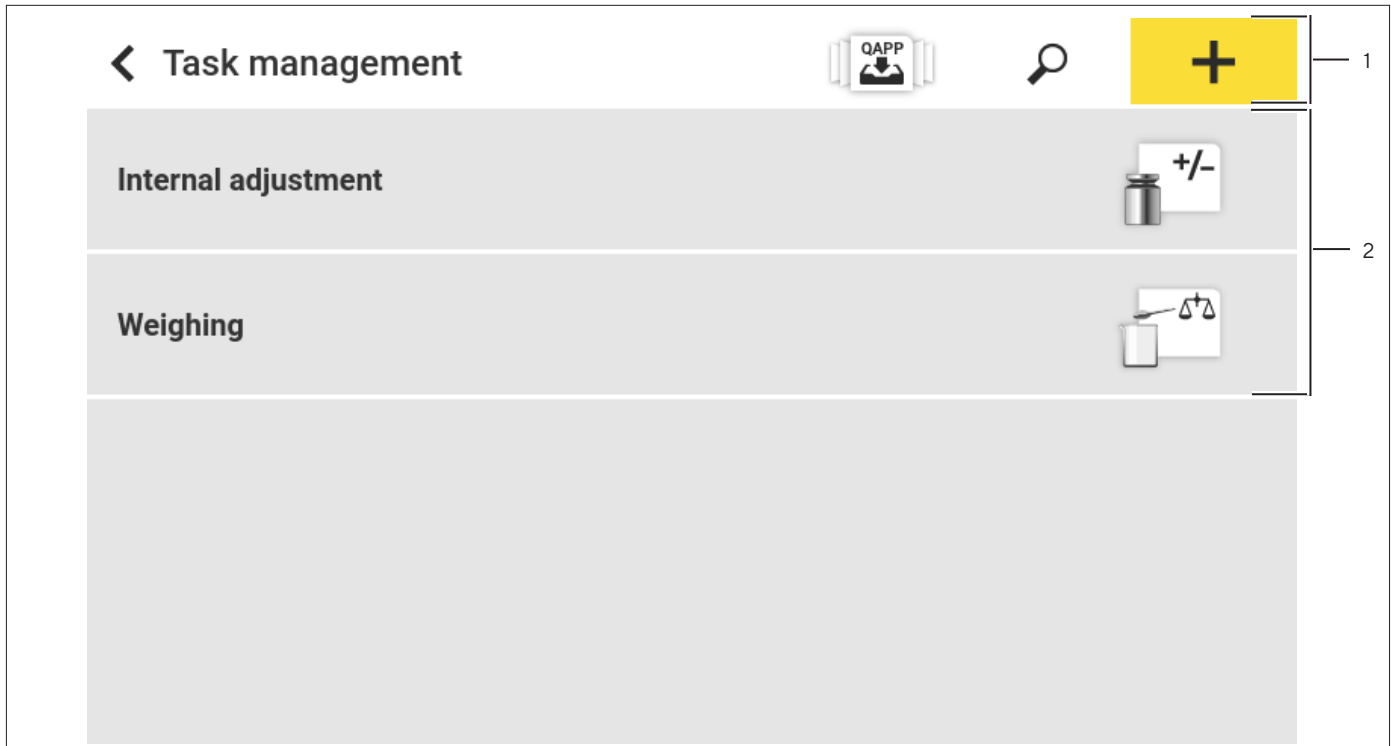 Task management
QAPP
1
Internal adjustment
+/-
2
Weighing